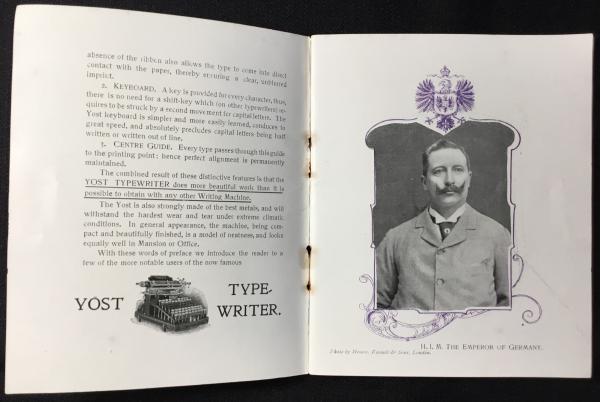 absence of the ribbon also allows the type to come into direct
contact with the paper, thereby ensuring a clear, unblurred
imprint.
2. KEYBOARD. A key is provided for every character, thus,
there is no need for a shift-key which (on other typewriters) re-
quires to be struck by a second movement for capital letters. The
Yost keyboard is simpler and more easily learned, conduces to
great speed, and absolutely precludes capital letters being half
written or written out of line.
3. CENTRE GUIDE. Every type passes through this guide
to the printing point; hence perfect alignment is permanently
maintained.
The combined result of these distinctive features is that the
YOST TYPEWRITER does more beautiful work than it is
possible to obtain with any other Writing Machine.
The Yost is also strongly made of the best metals, and will
withstand the hardest wear and tear under extreme climatic
conditions. In general appearance, the machine, being com-
pact and beautifully finished, is a model of neatness, and looks
equally well in Mansion or Office.
With these words of preface we introduce the reader to a
few of the more notable users of the now famous
YOST TYPE-
WRITER.
H.I.M. THE EMPEROR OF GERMANY.
Photo by Messrs. Russell & Sons, London.